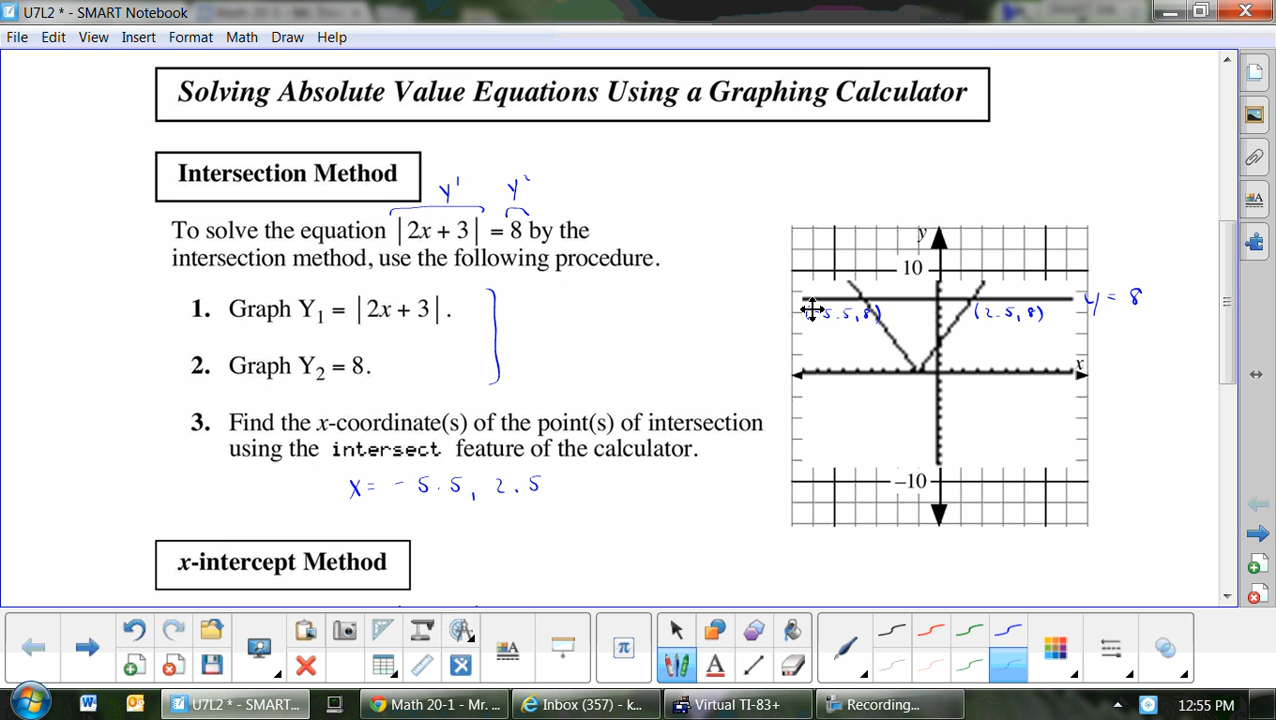 U7L2 * - SMART Notebook
File Edit View Insert Format Math Draw Help
Solving Absolute Value Equations Using a Graphing Calculator
Intersection Method
y1 y2
To solve the equation |2x + 3| = 8 by the
intersection method, use the following procedure.
1. Graph Y1 = |2x + 3|.
2. Graph Y2 = 8.
3. Find the x-coordinate(s) of the point(s) of intersection
using the intersect feature of the calculator.
x = - 5.5, 2.5
y
10
y = 8
(-5.5, 8) (2.5, 8)
x
-10
x-intercept Method
π
A
U7L2 * - SMART...
Math 20-1 - Mr. ...
Inbox (357) - k...
Virtual TI-83+
Recording...
12:55 PM